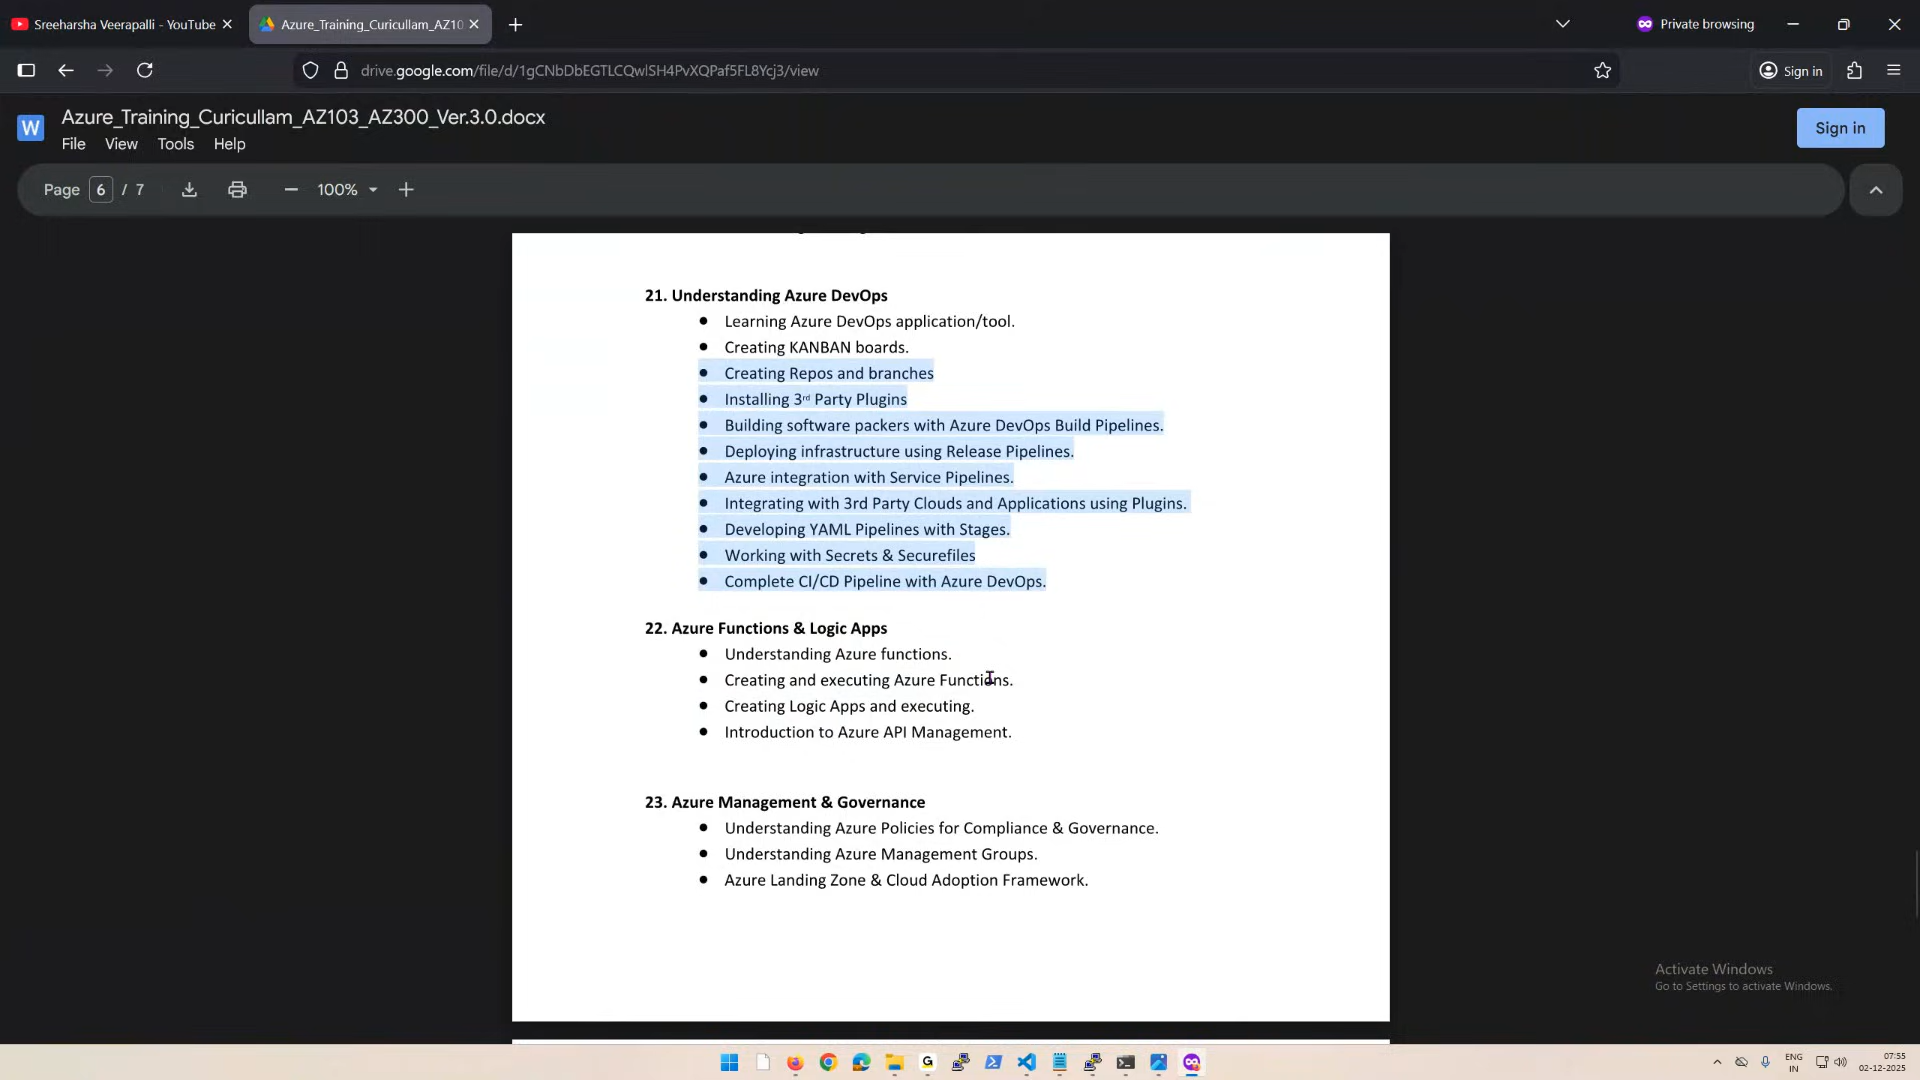 Sreeharsha Veerapalli - YouTube
Azure_Training_Curicullam_AZ10
Private browsing
drive.google.com/file/d/1gCNbDbEGTLCQwlSH4PvXQPaf5FL8Ycj3/view
Sign in
W
Azure_Training_Curicullam_AZ103_AZ300_Ver.3.0.docx
File View Tools Help
Sign in
Page 6 / 7
100%
21. Understanding Azure DevOps
● Learning Azure DevOps application/tool.
● Creating KANBAN boards.
● Creating Repos and branches
● Installing 3rd Party Plugins
● Building software packers with Azure DevOps Build Pipelines.
● Deploying infrastructure using Release Pipelines.
● Azure integration with Service Pipelines.
● Integrating with 3rd Party Clouds and Applications using Plugins.
● Developing YAML Pipelines with Stages.
● Working with Secrets & Securefiles
● Complete CI/CD Pipeline with Azure DevOps.
22. Azure Functions & Logic Apps
● Understanding Azure functions.
● Creating and executing Azure Functions.
● Creating Logic Apps and executing.
● Introduction to Azure API Management.
23. Azure Management & Governance
● Understanding Azure Policies for Compliance & Governance.
● Understanding Azure Management Groups.
● Azure Landing Zone & Cloud Adoption Framework.
Activate Windows
Go to Settings to activate Windows.
G
ENG
IN
07:55
02-12-2025